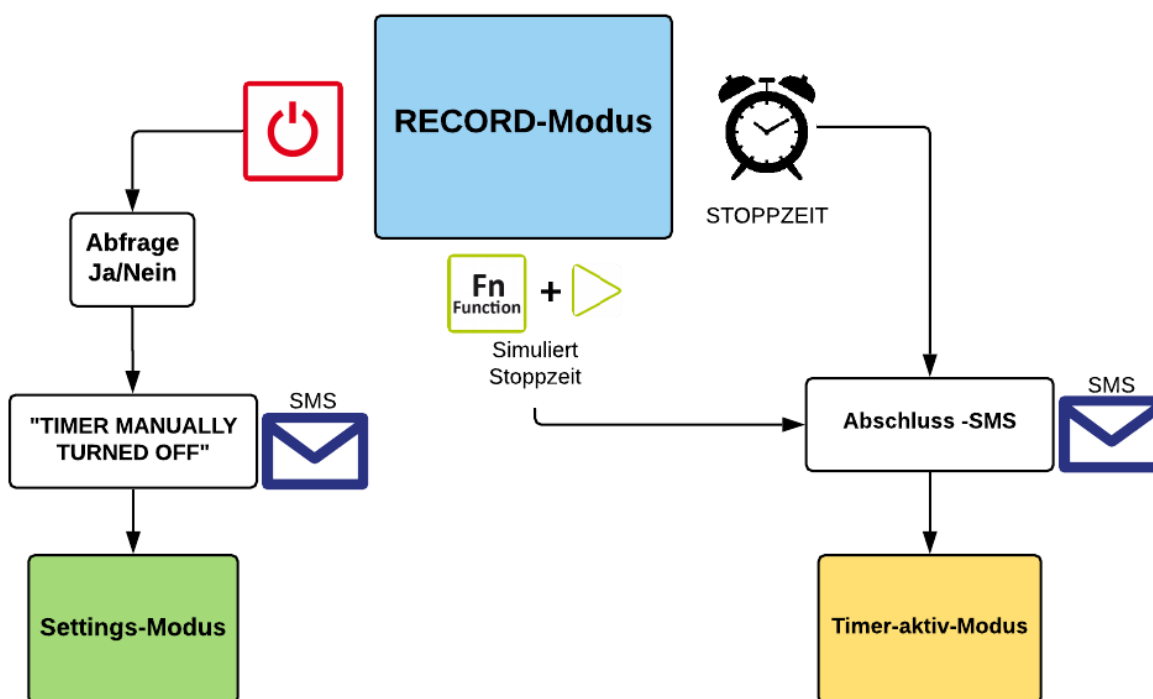 RECORD-Modus
STOPPZEIT
Abfrage
Ja/Nein
Fn
Function
+
Simuliert
Stoppzeit
"TIMER MANUALLY
TURNED OFF"
SMS
Abschluss -SMS
SMS
Settings-Modus
Timer-aktiv-Modus